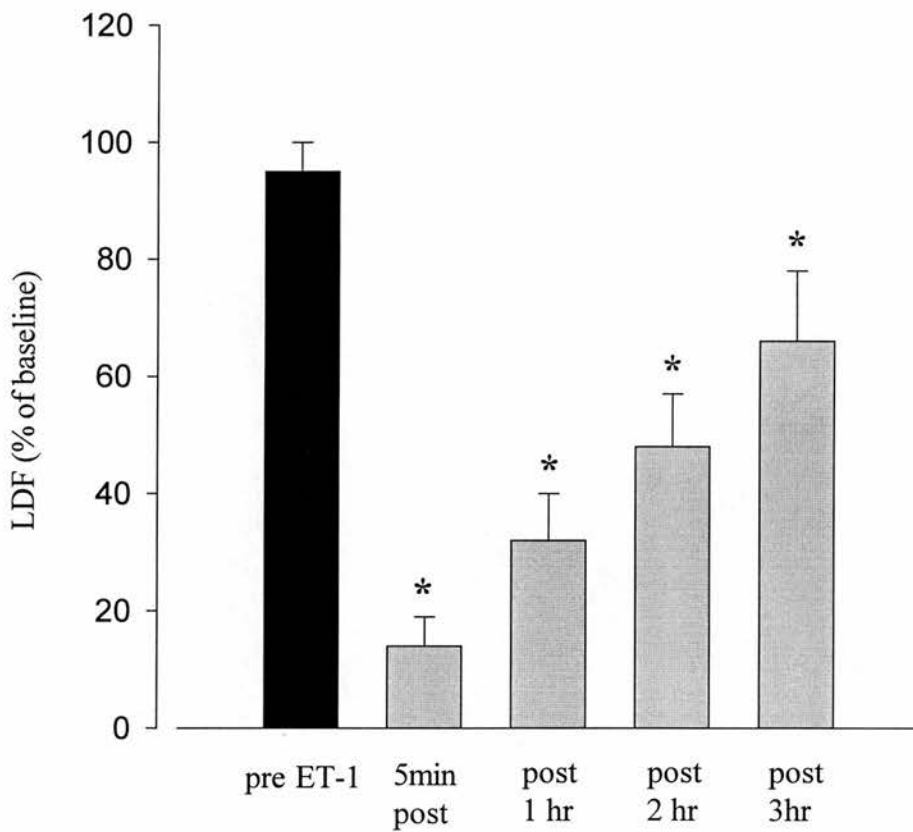 120
100
80
60
40
20
0
LDF (% of baseline)
*
*
*
*
pre ET-1
5min
post
post
1 hr
post
2 hr
post
3hr